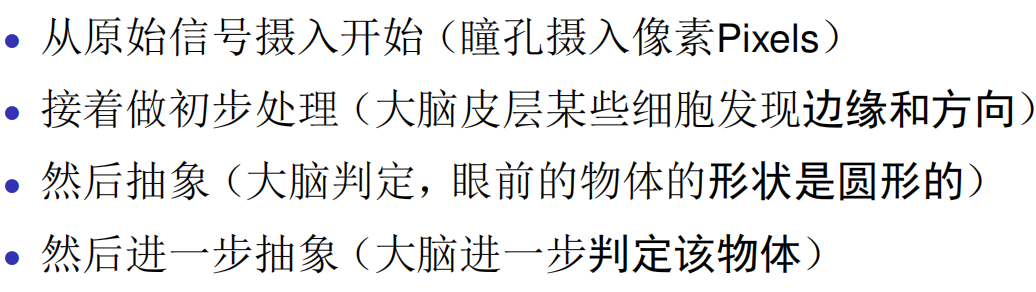 • 从原始信号摄入开始（瞳孔摄入像素Pixels）
• 接着做初步处理（大脑皮层某些细胞发现边缘和方向）
• 然后抽象（大脑判定，眼前的物体的形状是圆形的）
• 然后进一步抽象（大脑进一步判定该物体）